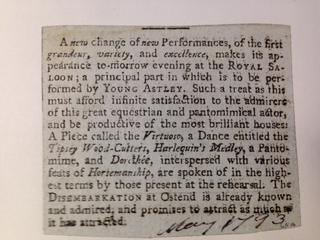 A new change of new Performances, of the first
grandeur, variety, and excellence, makes its ap-
pearance to-morrow evening at the ROYAL SA-
LOON; a principal part in which is to be per-
formed by YOUNG ASTLEY. Such a treat as this
must afford infinite satisfaction to the admirers
of this great equestrian and pantomimical actor,
and be productive of the most brilliant houses.
A Piece called the Virtuoso, a Dance entitled the
Tipsey Wood-Cutters, Harlequin's Medley, a Panto-
mime, and Dorothée, interspersed with various
feats of Horsemanship, are spoken of in the high-
est terms by those present at the rehearsal. The
DISEMBARKATION at Ostend is already known
and admired, and promises to attract as much as
it has attracted.
May 1793